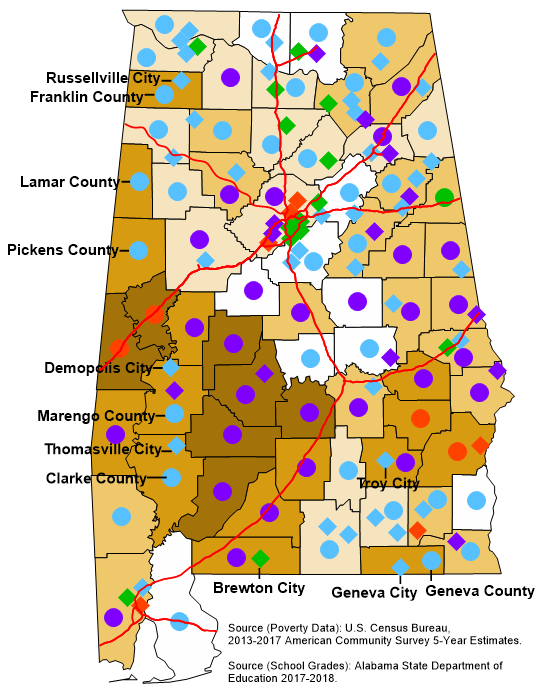 Russellville City
Franklin County
Lamar County
Pickens County
Demopolis City
Marengo County
Thomasville City
Clarke County
Troy City
Brewton City
Geneva City
Geneva County
Source (Poverty Data): U.S. Census Bureau,
2013-2017 American Community Survey 5-Year Estimates.
Source (School Grades): Alabama State Department of
Education 2017-2018.